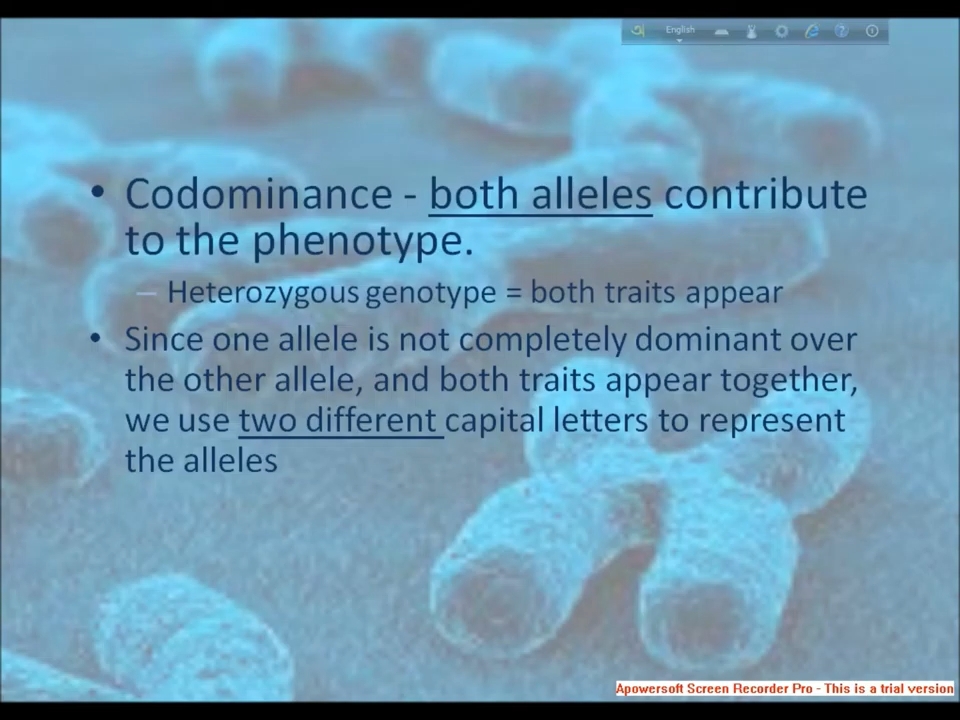 English
• Codominance - both alleles contribute
to the phenotype.
– Heterozygous genotype = both traits appear
• Since one allele is not completely dominant over
the other allele, and both traits appear together,
we use two different capital letters to represent
the alleles
Apowersoft Screen Recorder Pro - This is a trial version